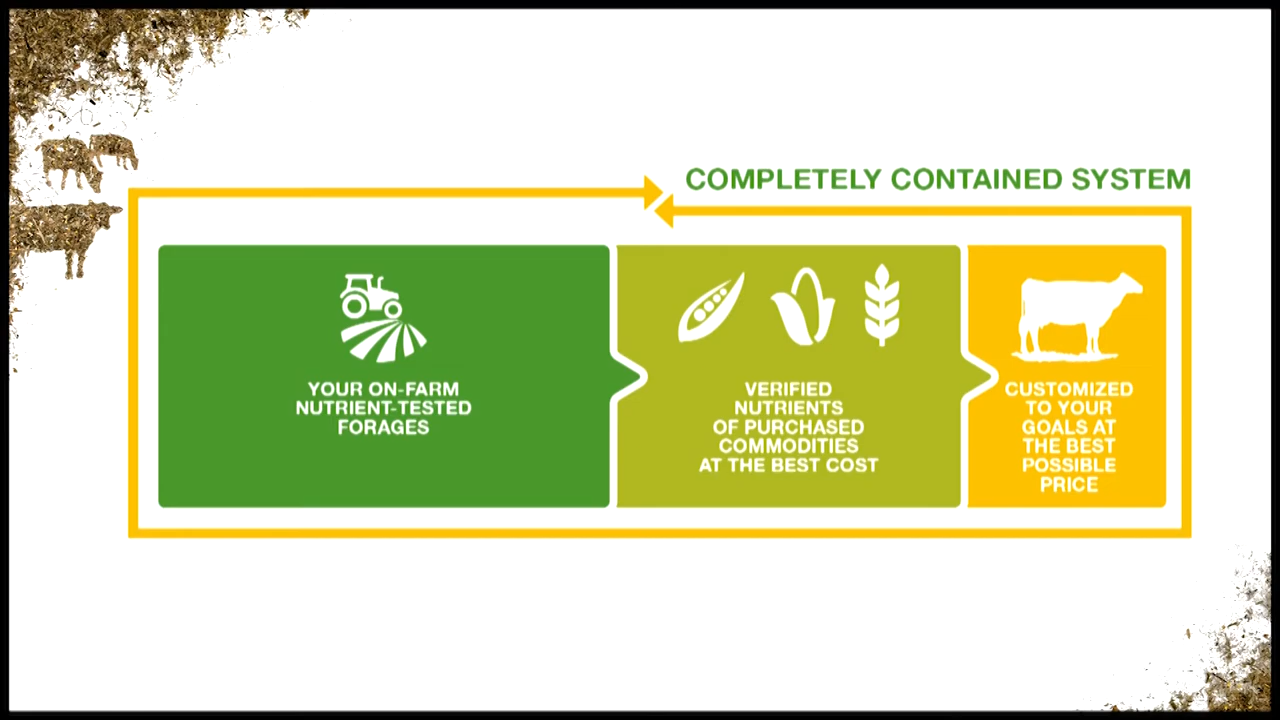 COMPLETELY CONTAINED SYSTEM
YOUR ON-FARM
NUTRIENT-TESTED
FORAGES
VERIFIED
NUTRIENTS
OF PURCHASED
COMMODITIES
AT THE BEST COST
CUSTOMIZED
TO YOUR
GOALS AT
THE BEST
POSSIBLE
PRICE